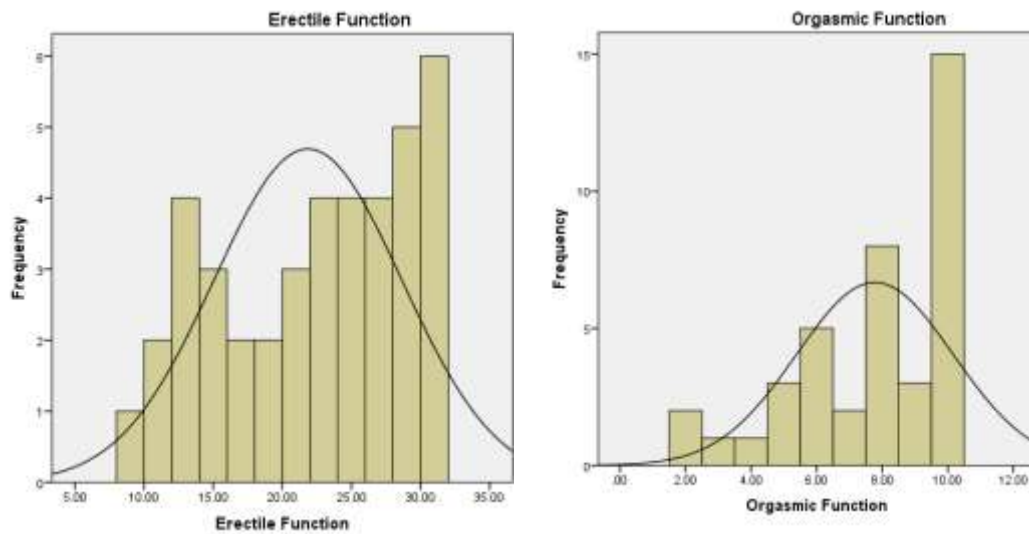 Erectile Function
Frequency
6
5
4
3
2
1
0
5.00 10.00 15.00 20.00 25.00 30.00 35.00
Erectile Function
Orgasmic Function
Frequency
15
10
5
0
.00 2.00 4.00 6.00 8.00 10.00 12.00
Orgasmic Function